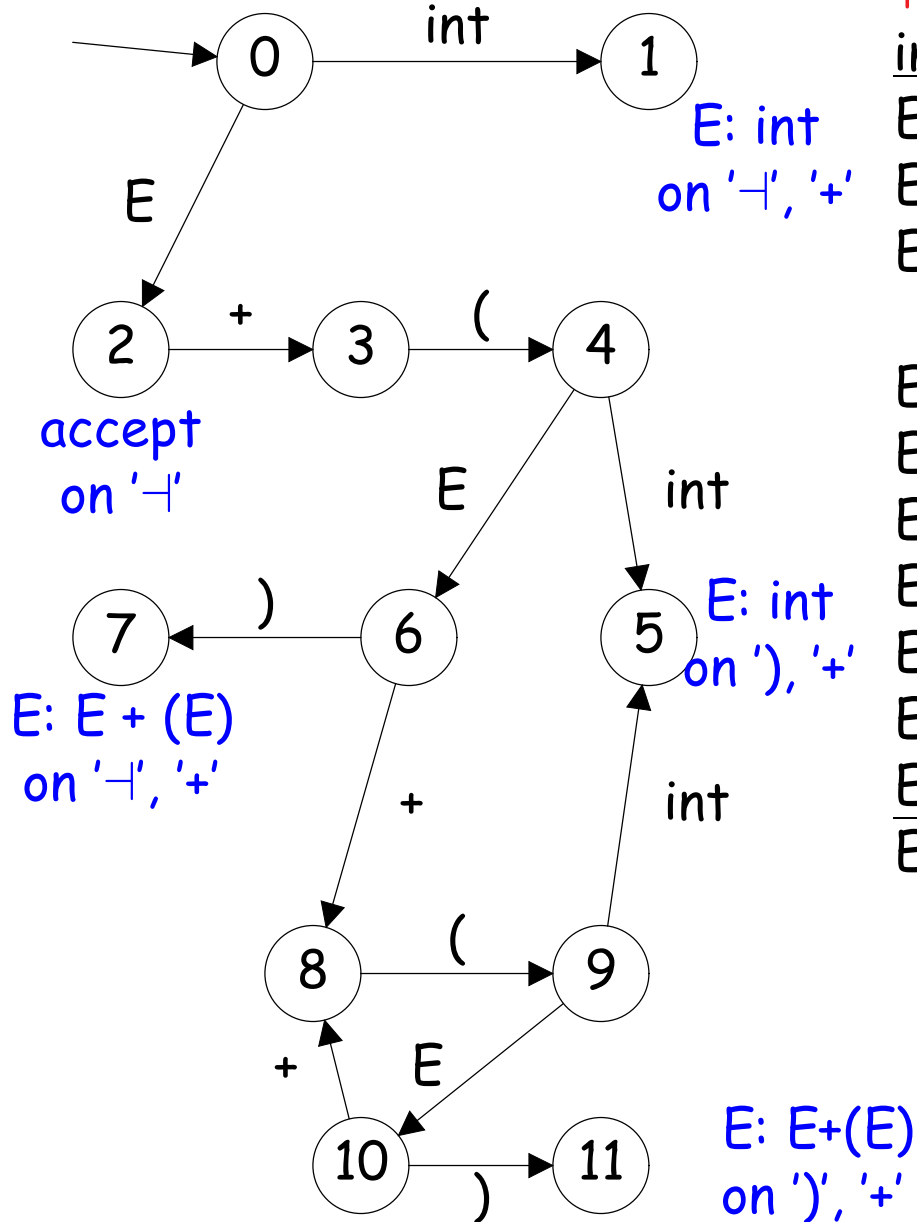 int
0
1
E: int
on '⊣', '+'
E
+
(
2
3
4
accept
on '⊣'
E
int
)
7
6
5
E: int
on '), '+'
E: E + (E)
on '⊣', '+'
+
int
(
8
9
+
E
10
11
)
E: E+(E)
on ')', '+'
E
E
E
E
E
E
E
E
E
E
E